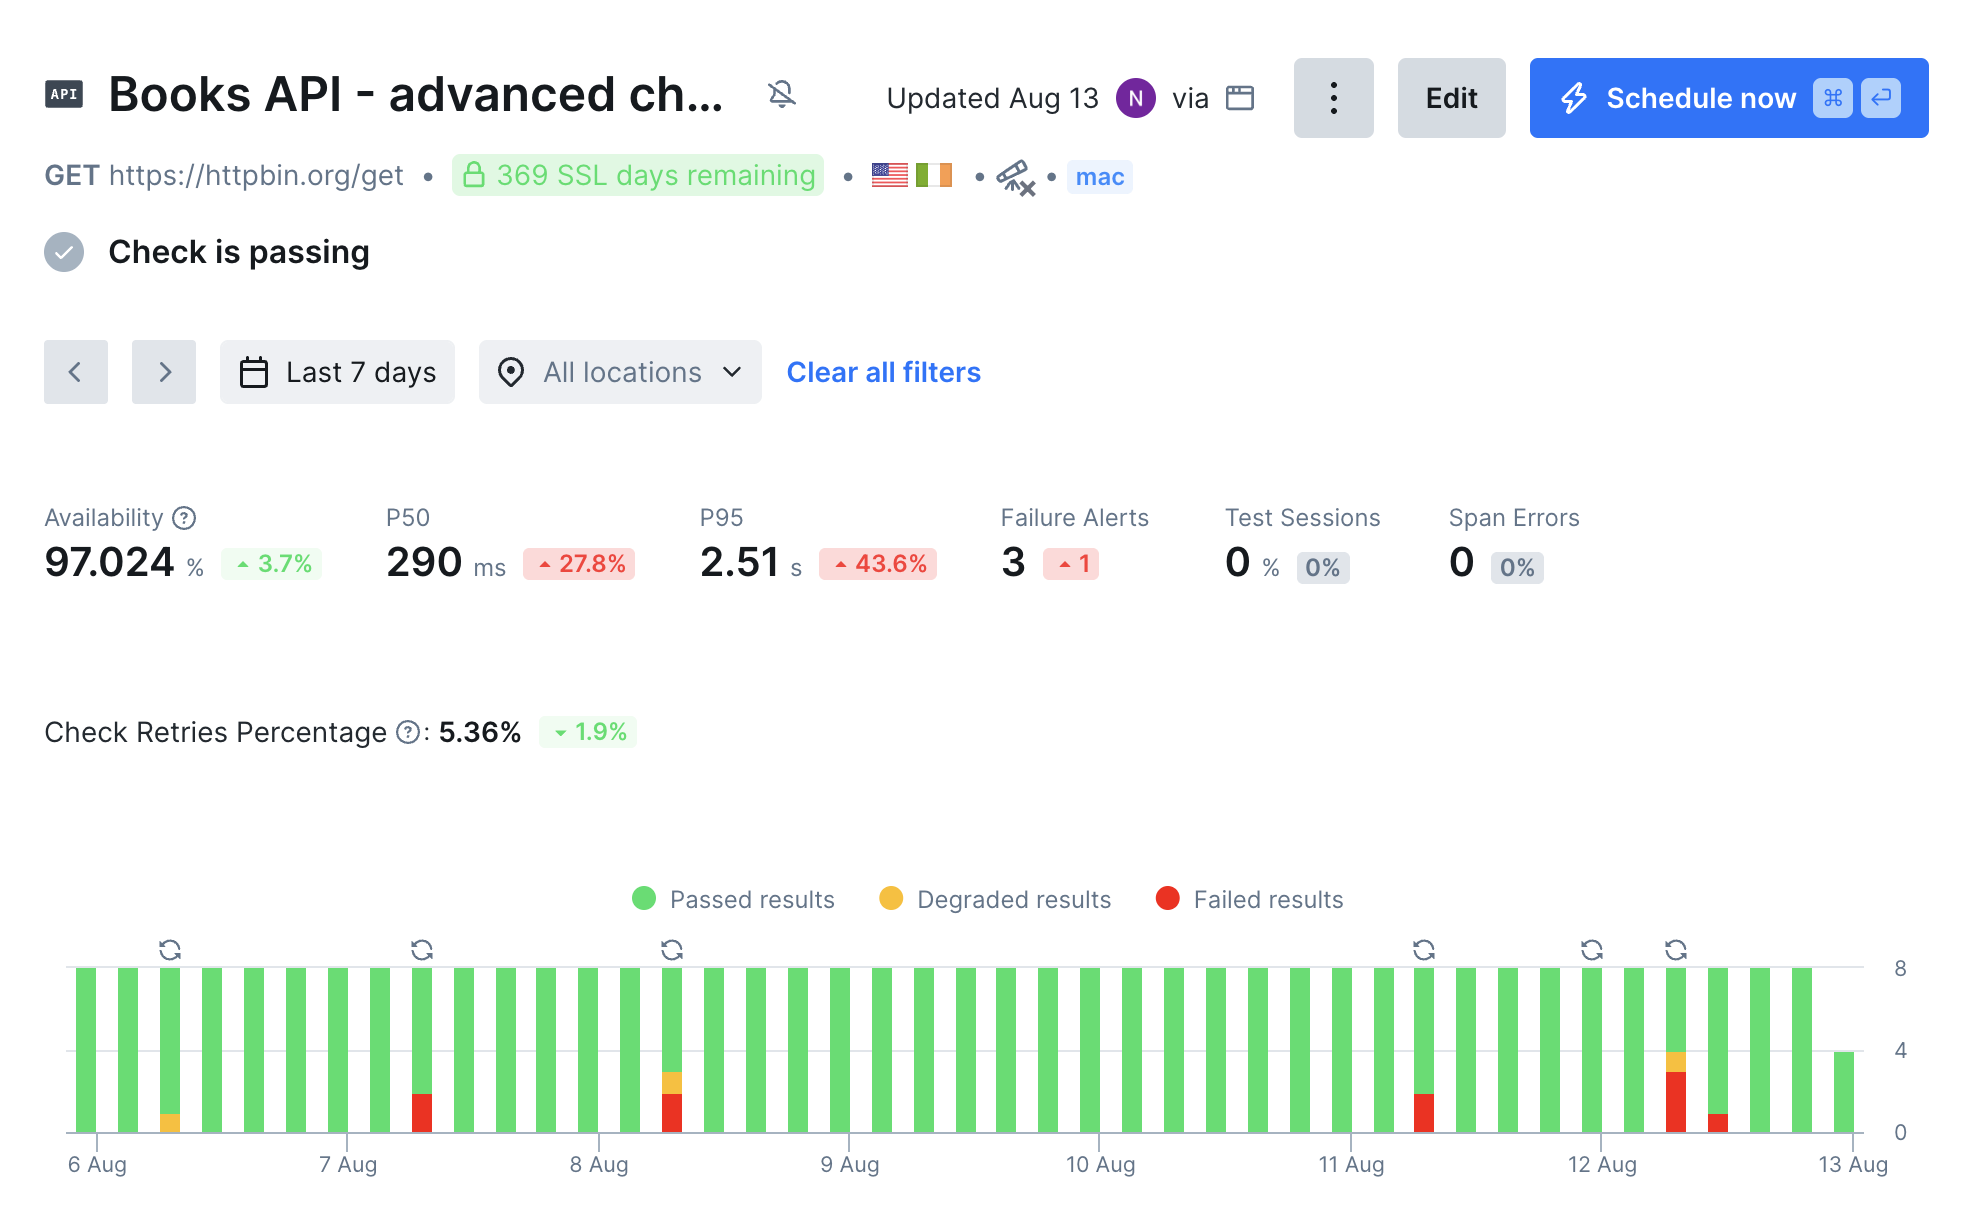 API Books API - advanced ch... Updated Aug 13 N via Edit Schedule now ⌘
GET https://httpbin.org/get • 369 SSL days remaining • • • mac
Check is passing
Last 7 days All locations Clear all filters
Availability P50 P95 Failure Alerts Test Sessions Span Errors
97.024 % 3.7% 290 ms 27.8% 2.51 s 43.6% 3 1 0 % 0% 0 0%
Check Retries Percentage : 5.36% 1.9%
Passed results Degraded results Failed results
8
4
0
6 Aug 7 Aug 8 Aug 9 Aug 10 Aug 11 Aug 12 Aug 13 Aug